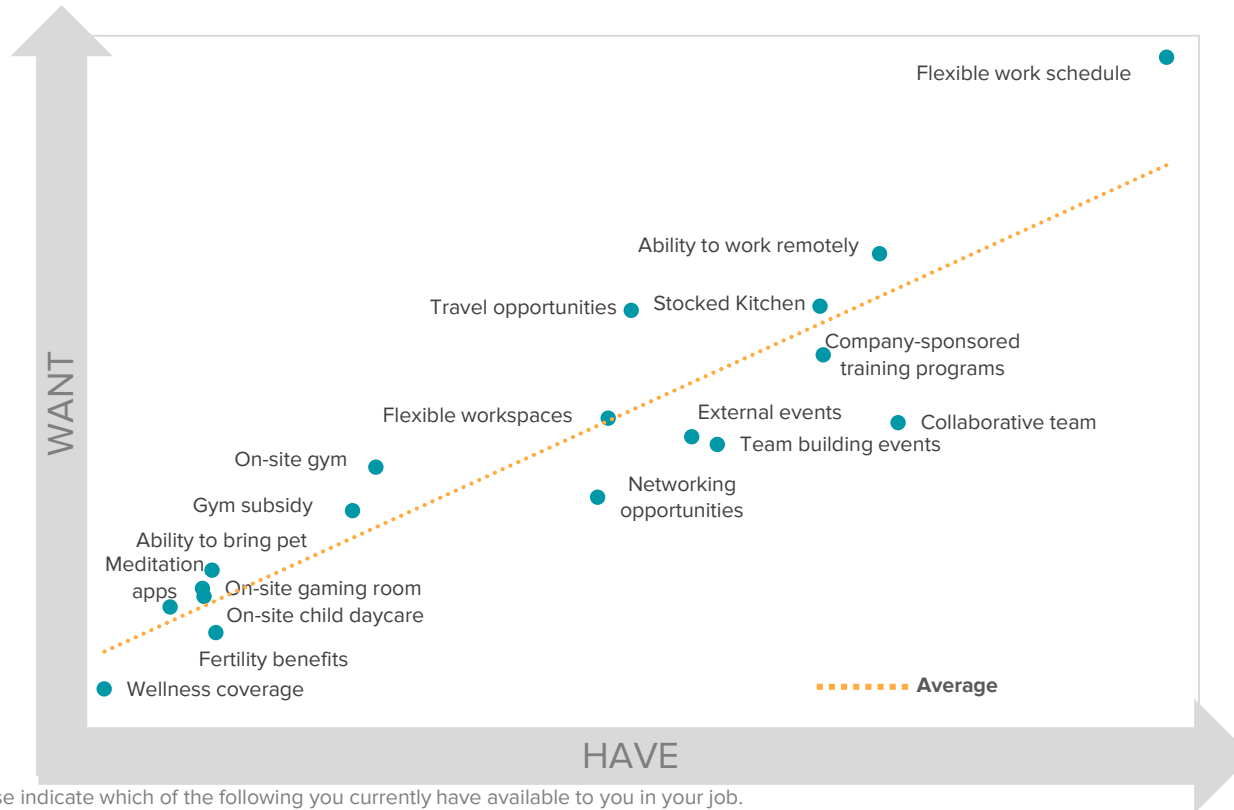 Flexible work schedule
Ability to work remotely
Travel opportunities
Stocked Kitchen
Company-sponsored
training programs
Flexible workspaces
External events
Collaborative team
Team building events
On-site gym
Networking
opportunities
Gym subsidy
Ability to bring pet
Meditation
apps
On-site gaming room
On-site child daycare
Fertility benefits
Wellness coverage
Average
WANT
HAVE
indicate which of the following you currently have available to you in your job.